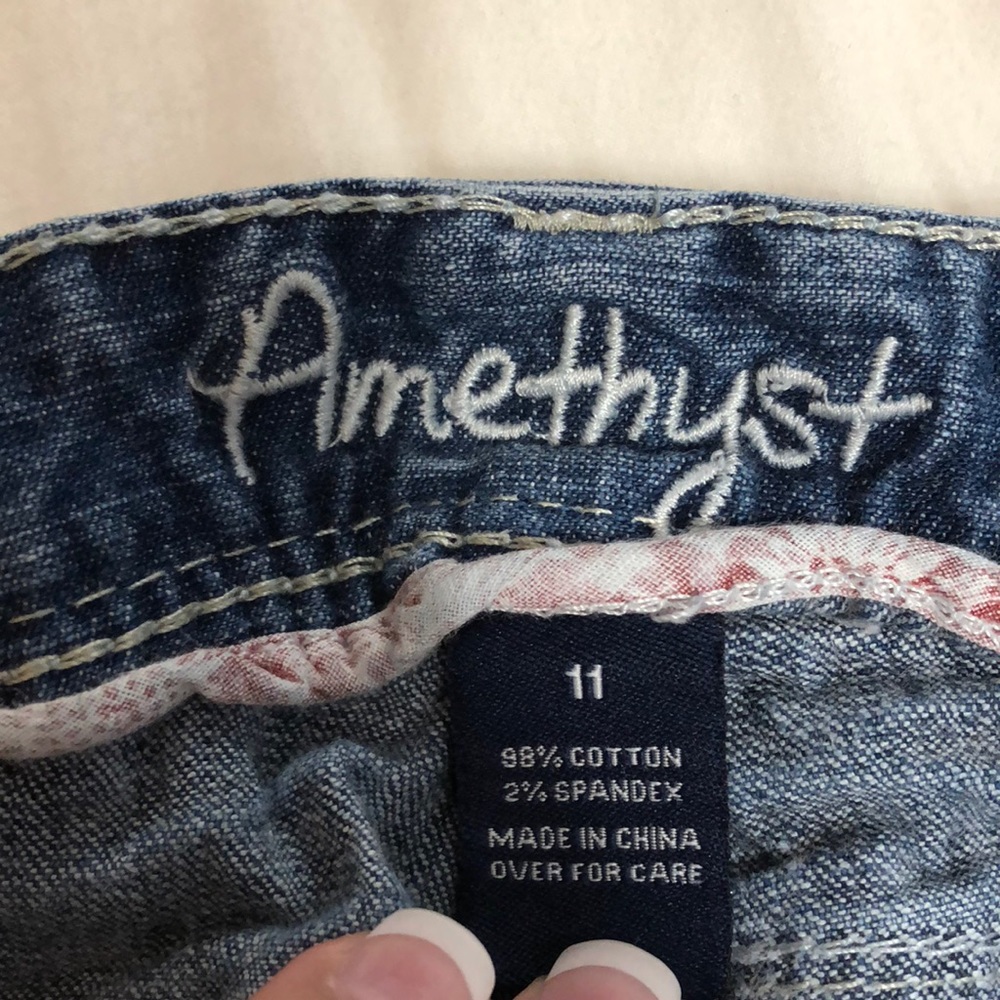 Amethyst
11
98% COTTON
2% SPANDEX
MADE IN CHINA
OVER FOR CARE